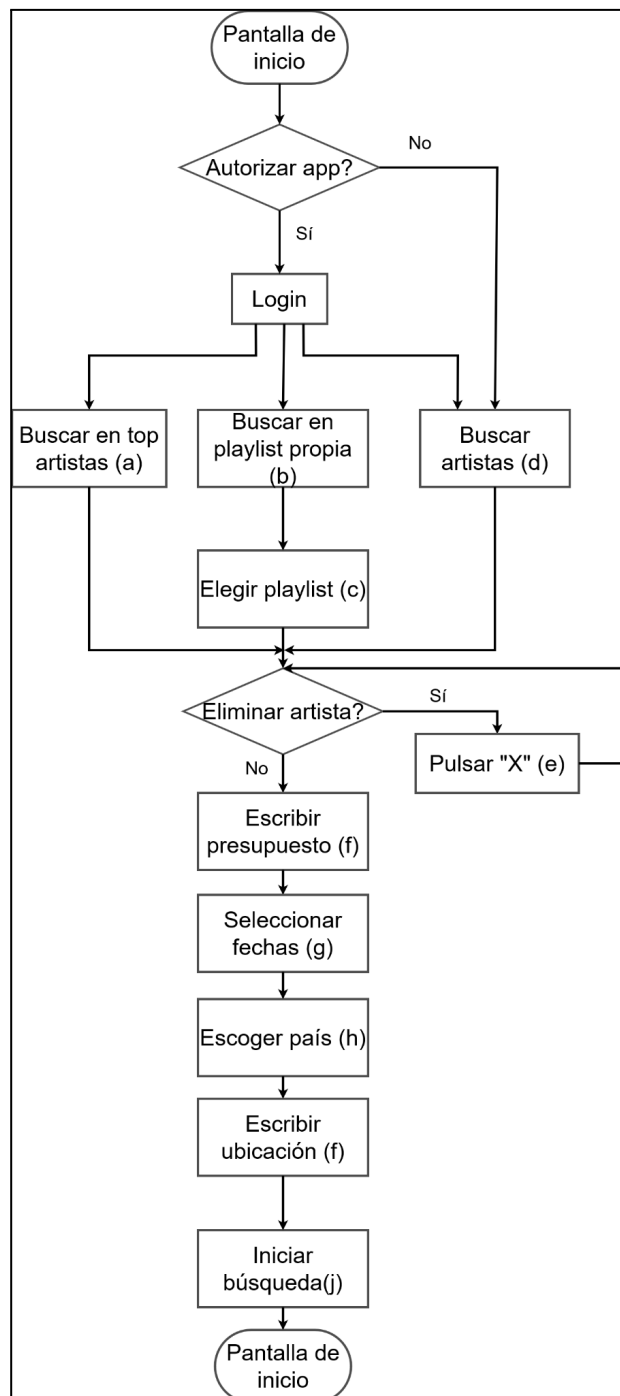 Pantalla de
inicio
Autorizar app?
No
Sí
Login
Buscar en top
artistas (a)
Buscar en
playlist propia
(b)
Buscar
artistas (d)
Elegir playlist (c)
Eliminar artista?
Sí
Pulsar "X" (e)
No
Escribir
presupuesto (f)
Seleccionar
fechas (g)
Escoger país (h)
Escribir
ubicación (f)
Iniciar
búsqueda(j)
Pantalla de
inicio